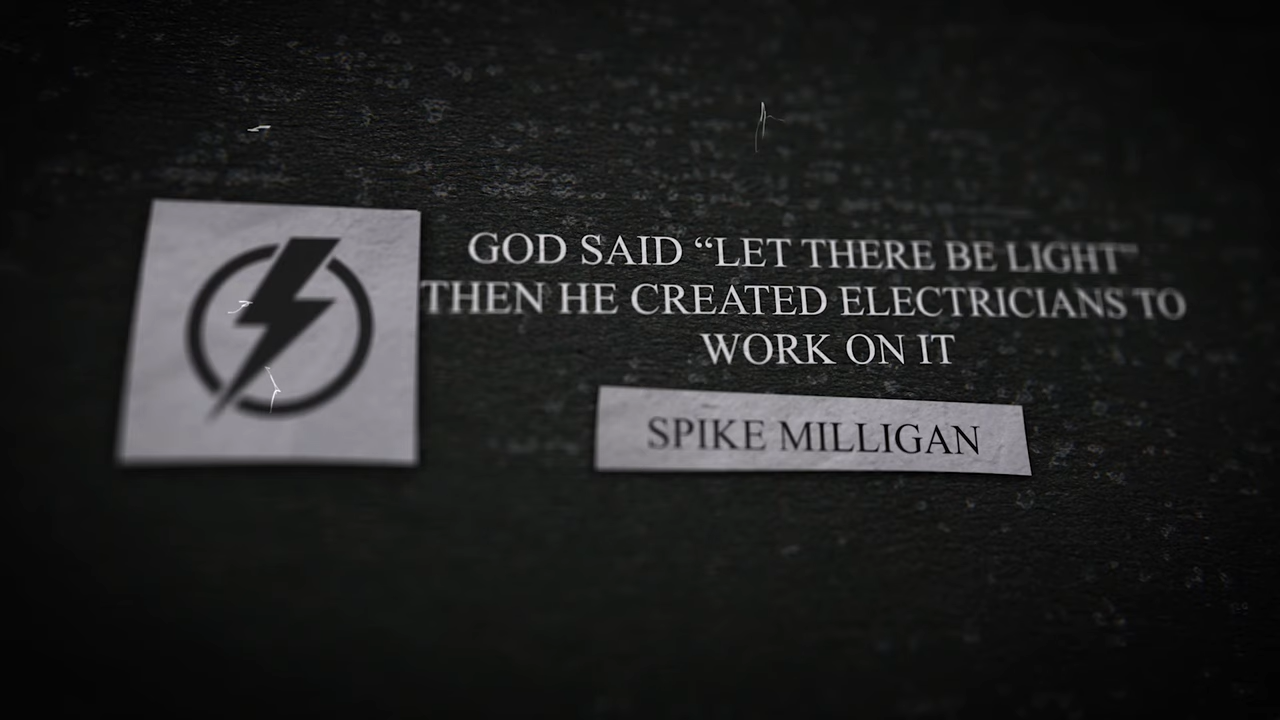 GOD SAID “LET THERE BE LIGHT”
THEN HE CREATED ELECTRICIANS TO
WORK ON IT
SPIKE MILLIGAN